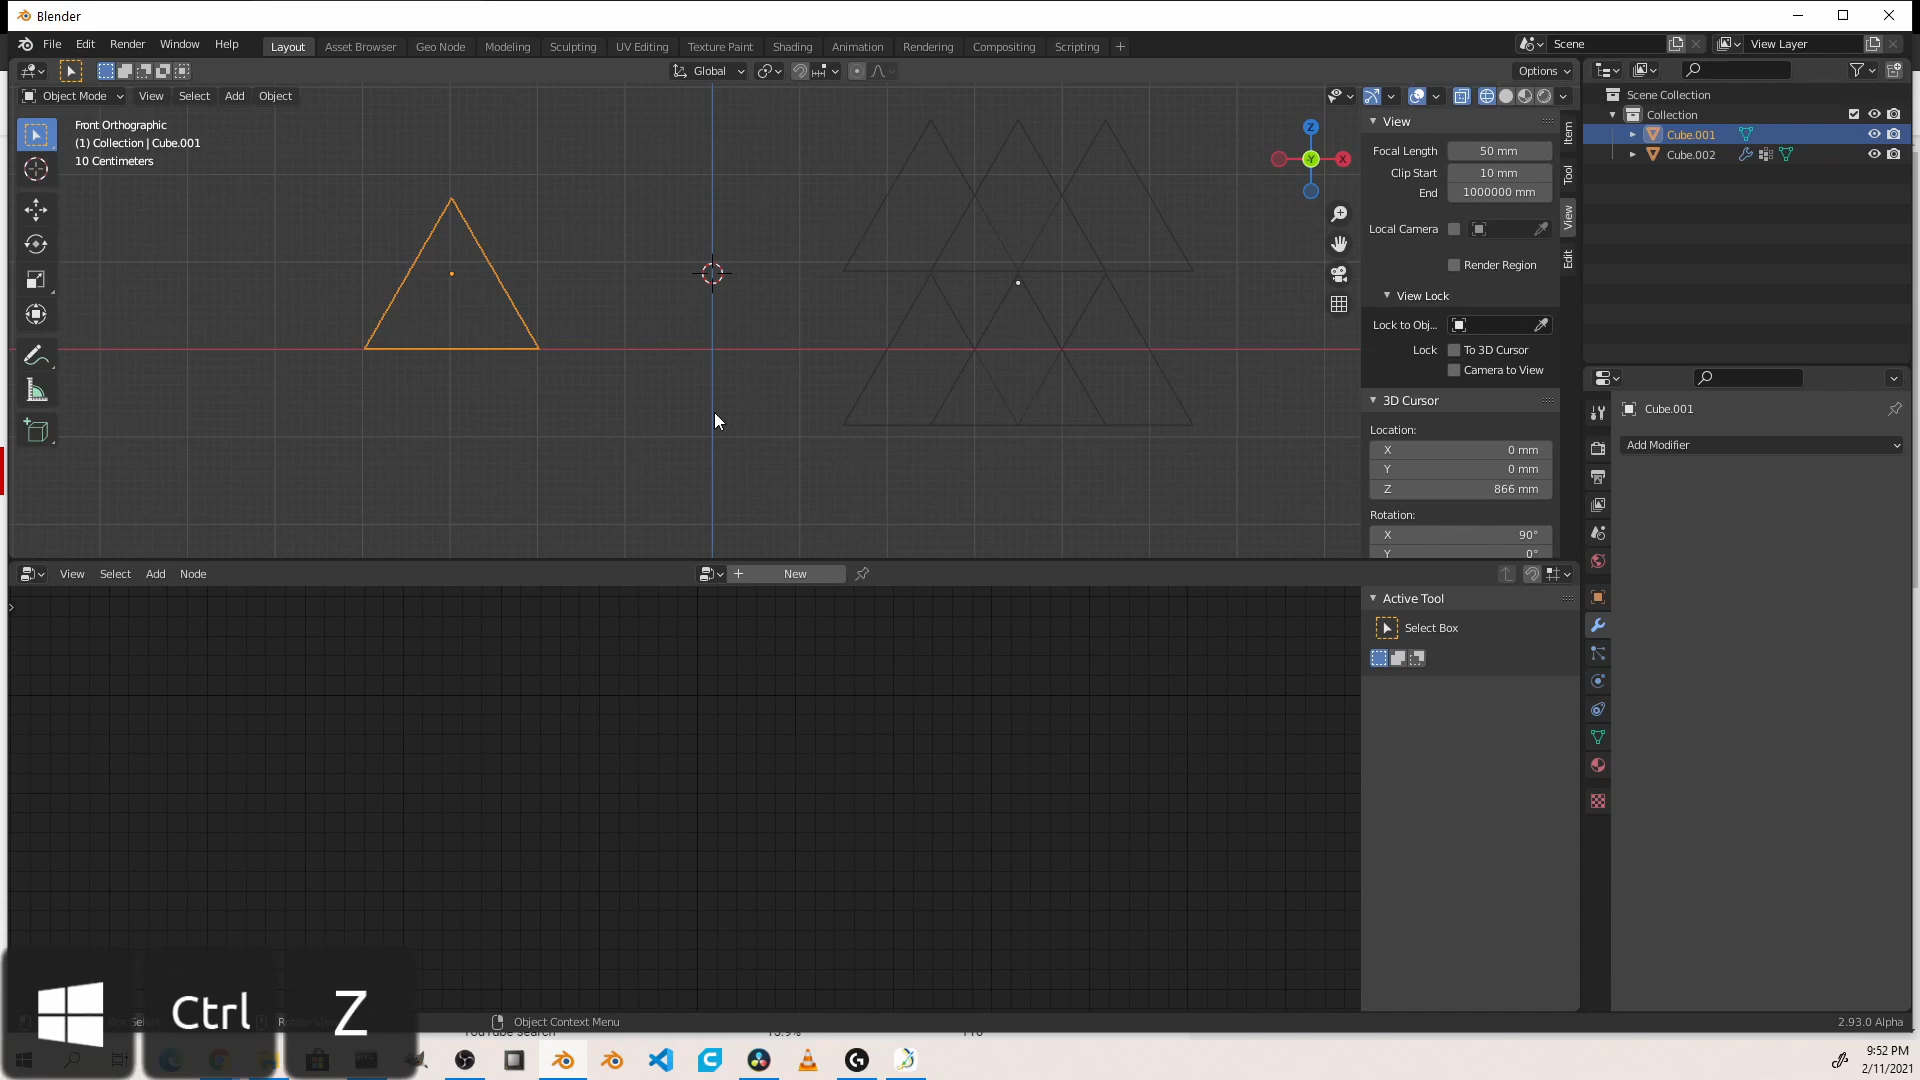 Blender
File Edit Render Window Help
Layout Asset Browser Geo Node Modeling Sculpting UV Editing Texture Paint Shading Animation Rendering Compositing Scripting +
Scene
View Layer
Global
Options
Object Mode View Select Add Object
Front Orthographic
(1) Collection | Cube.001
10 Centimeters
Z
Y
X
View
Focal Length 50 mm
Clip Start 10 mm
End 1000000 mm
Local Camera
Render Region
View Lock
Lock to Obj...
Lock To 3D Cursor
Camera to View
3D Cursor
Location:
X 0 mm
Y 0 mm
Z 866 mm
Rotation:
X 90°
Y 0°
Item
Tool
View
Edit
Scene Collection
Collection
Cube.001
Cube.002
Cube.001
Add Modifier
View Select Add Node
New
Active Tool
Select Box
Ctrl Z
Object Context Menu
2.93.0 Alpha
YouTube search
9:52 PM
2/11/2021